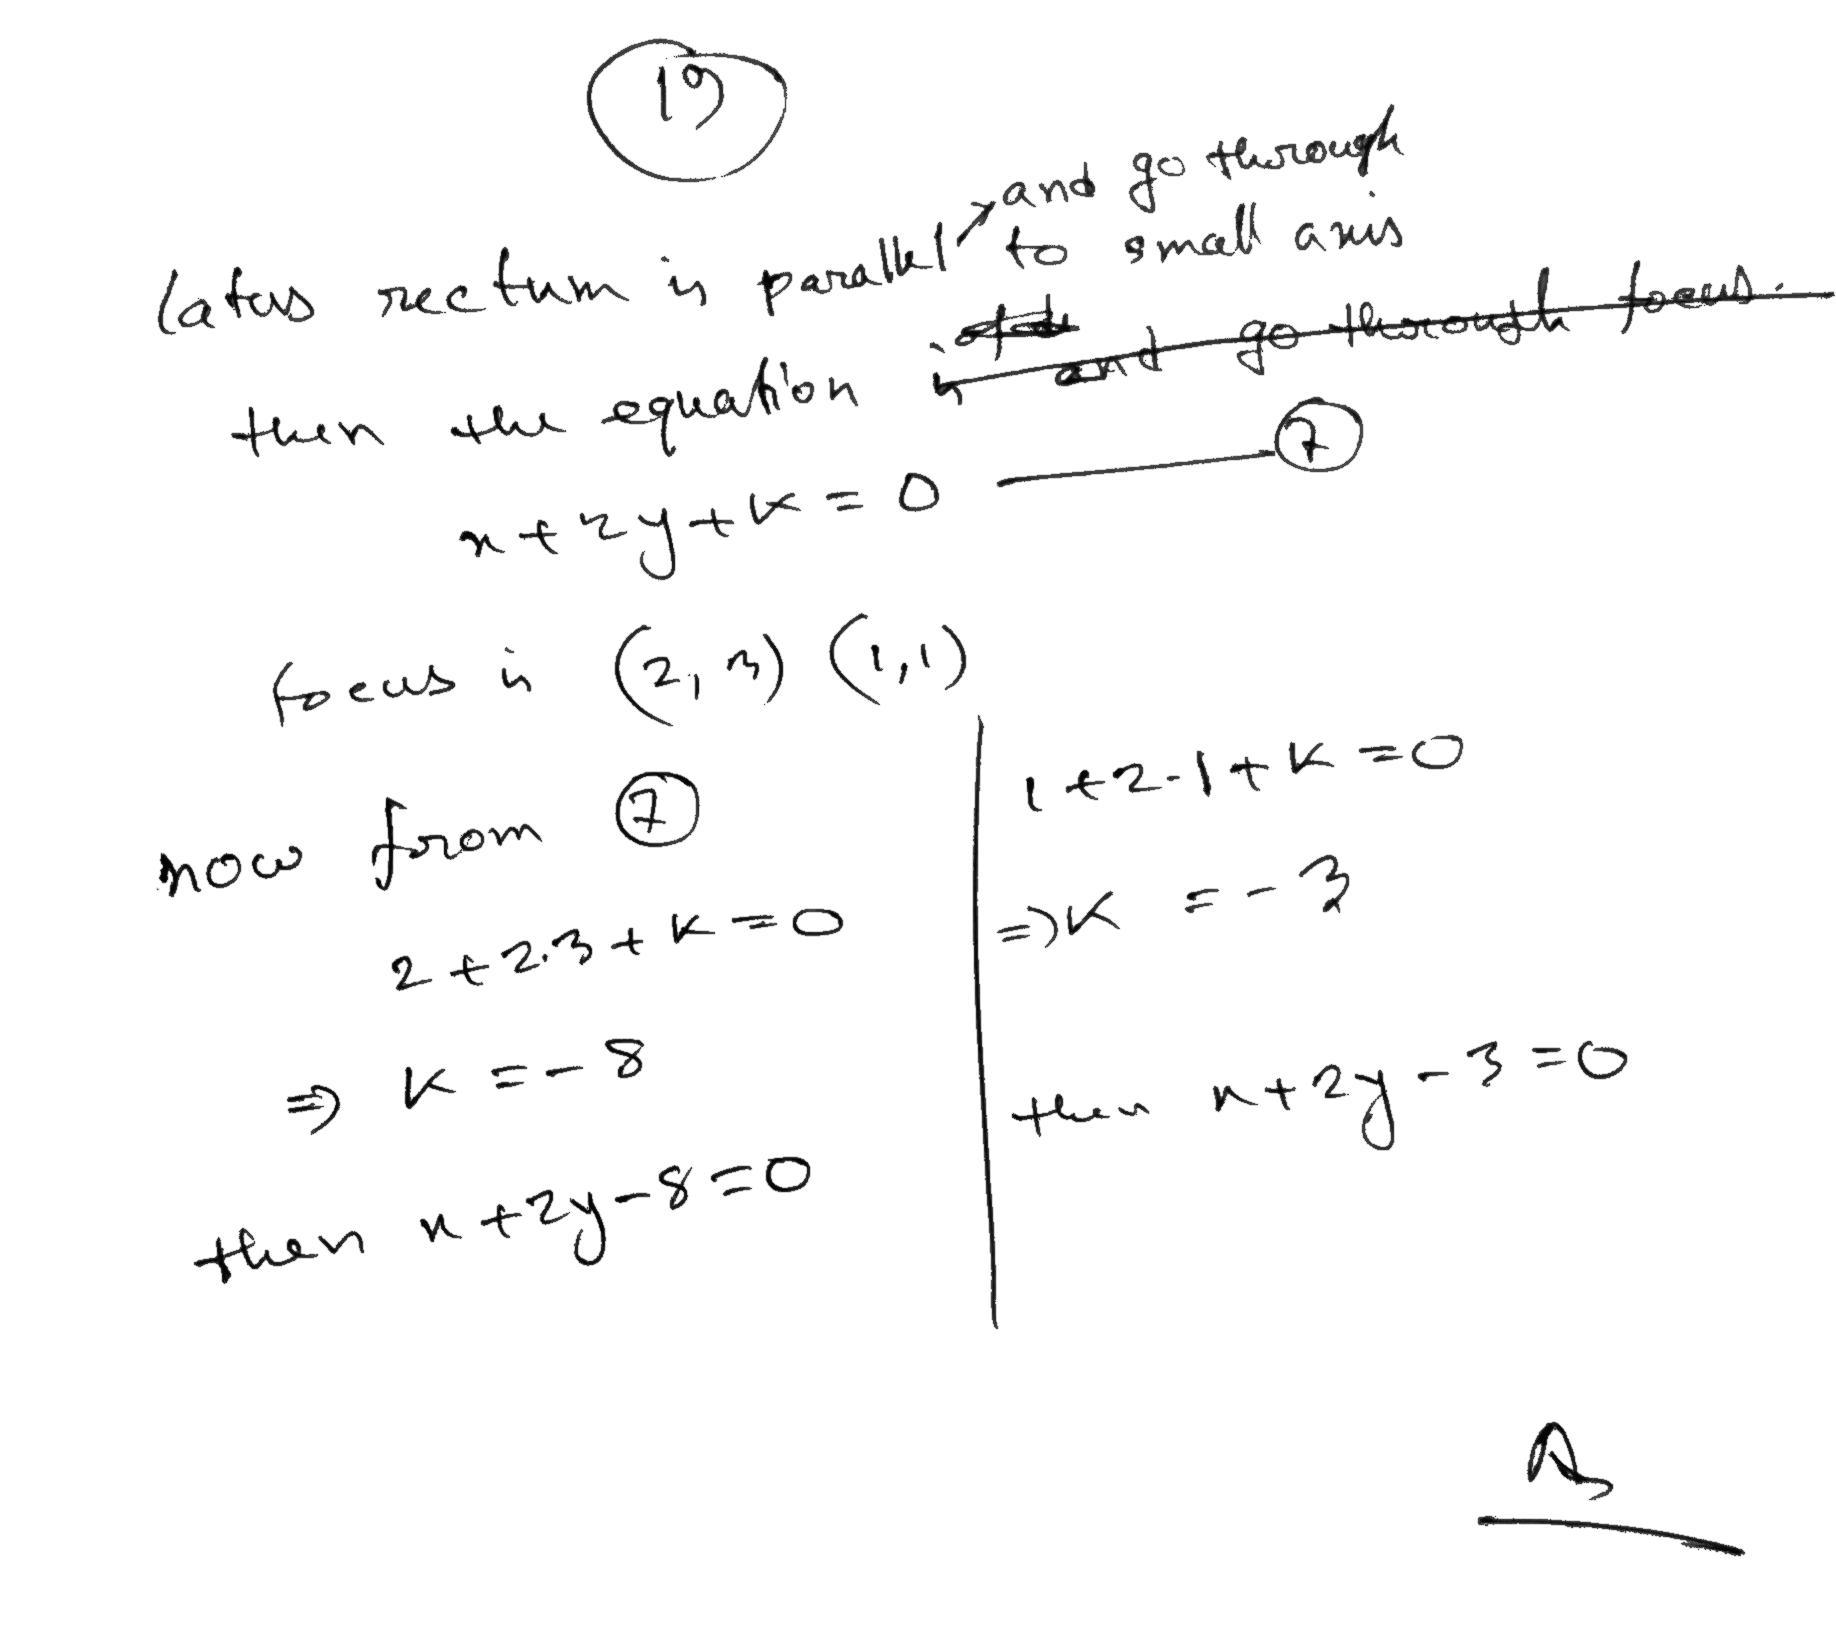 19
and go through
latus rectum is parallel to small axis
then the equation is and go thorough focus.
x + 2y + K = 0 7
focus is (2, 3) (1,1)
now from 7
2 + 2.3 + K = 0
⇒ K = - 8
then x + 2y - 8 = 0
1 + 2.1 + K = 0
⇒ K = - 3
then x + 2y - 3 = 0